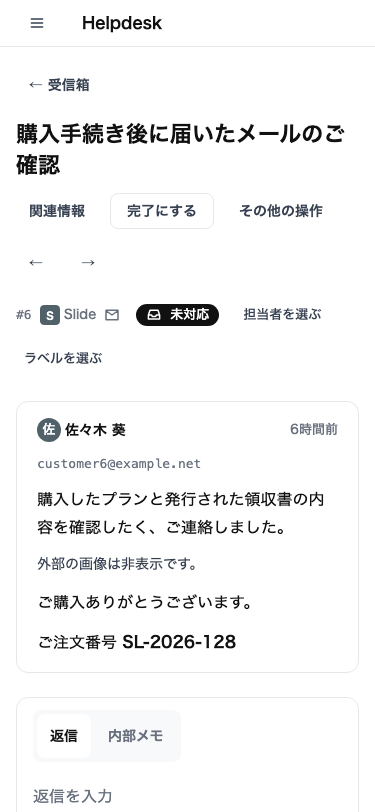 Helpdesk
← 受信箱
購入手続き後に届いたメールのご
確認
関連情報 完了にする その他の操作
← →
#6 S Slide 未対応 担当者を選ぶ
ラベルを選ぶ
佐 佐々木 葵 6時間前
customer6@example.net
購入したプランと発行された領収書の内
容を確認したく、ご連絡しました。
外部の画像は非表示です。
ご購入ありがとうございます。
ご注文番号 SL-2026-128
返信 内部メモ
返信を入力